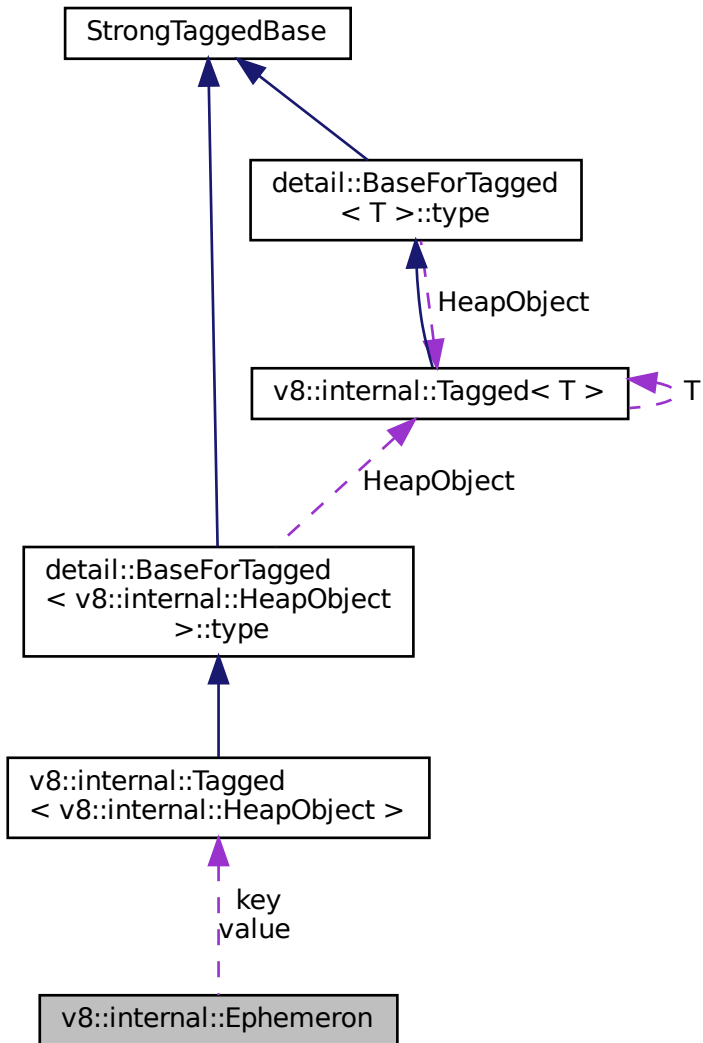 StrongTaggedBase
detail::BaseForTagged
< T >::type
HeapObject
v8::internal::Tagged< T >
T
HeapObject
detail::BaseForTagged
< v8::internal::HeapObject
>::type
v8::internal::Tagged
< v8::internal::HeapObject >
key
value
v8::internal::Ephemeron